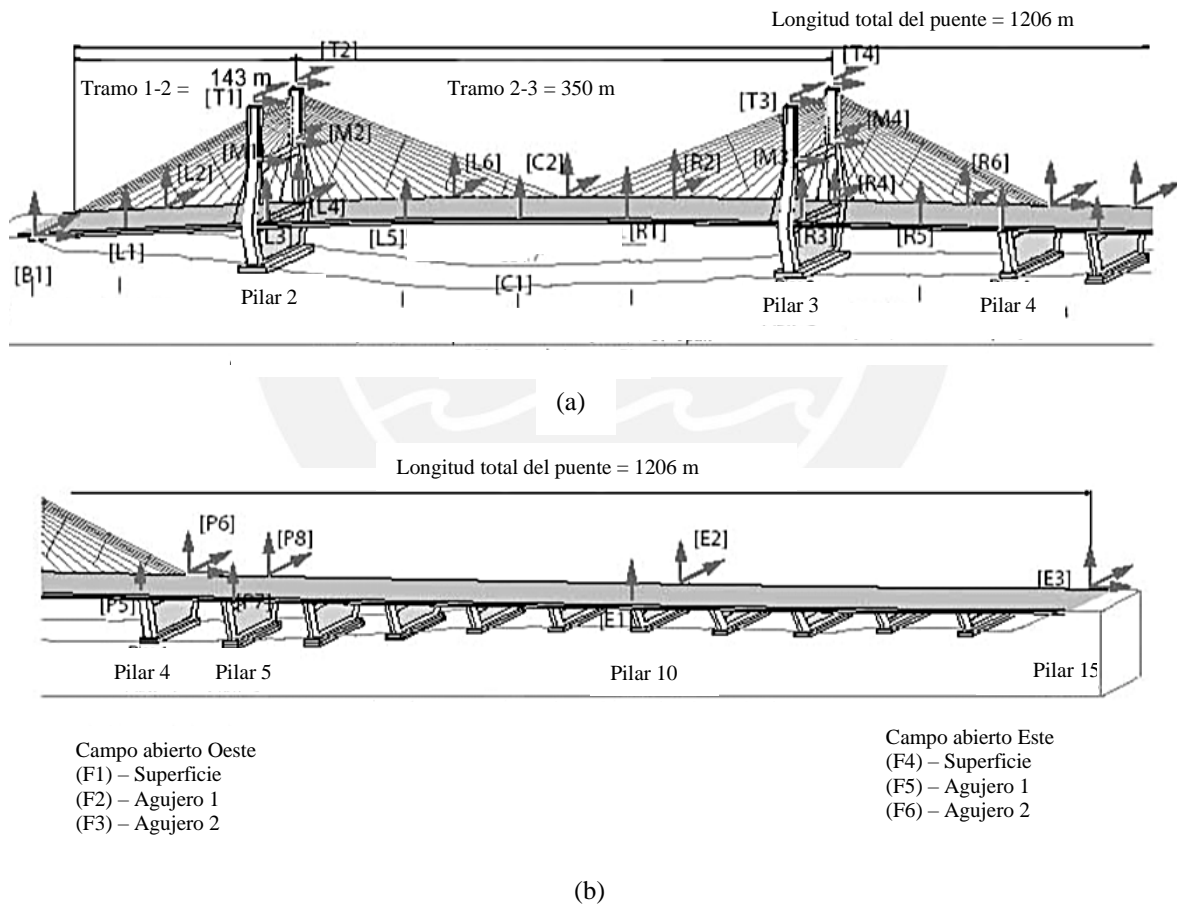 Longitud total del puente = 1206 m
[T2]
[T4]
Tramo 1-2 =
143 m
Tramo 2-3 = 350 m
[T1]
[T3]
[M2]
[M4]
[L2]
[L6]
[C2]
[R2]
[R6]
[L4]
[R4]
[L1]
[L5]
[R1]
[R5]
[B1]
[C1]
Pilar 2
Pilar 3
Pilar 4
(a)
Longitud total del puente = 1206 m
[P6]
[P8]
[E2]
[E3]
[P5]
[P7]
[E1]
Pilar 4
Pilar 5
Pilar 10
Pilar 15
Campo abierto Oeste
(F1) – Superficie
(F2) – Agujero 1
(F3) – Agujero 2
Campo abierto Este
(F4) – Superficie
(F5) – Agujero 1
(F6) – Agujero 2
(b)